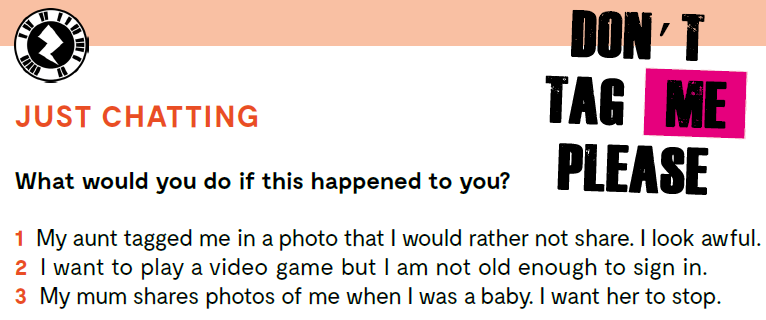 DON'T
TAG ME
PLEASE
JUST CHATTING
What would you do if this happened to you?
1 My aunt tagged me in a photo that I would rather not share. I look awful.
2 I want to play a video game but I am not old enough to sign in.
3 My mum shares photos of me when I was a baby. I want her to stop.